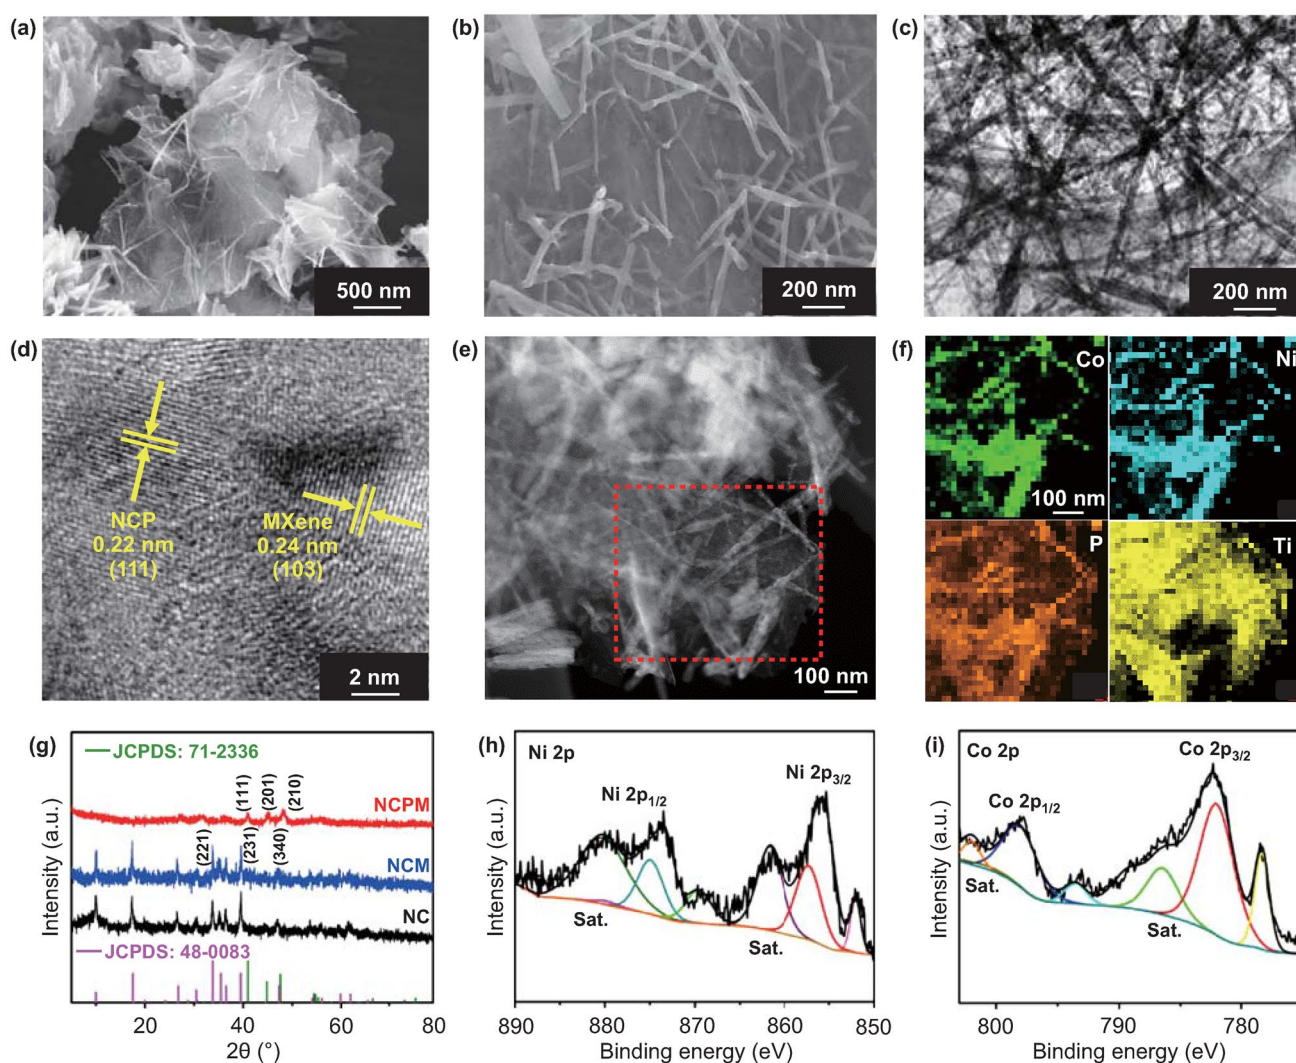 (a)
500 nm
(b)
200 nm
(c)
200 nm
(d)
NCP
0.22 nm
(111)
MXene
0.24 nm
(103)
2 nm
(e)
100 nm
(f)
Co
Ni
100 nm
P
Ti
(g)
JCPDS: 71-2336
(111)
(201)
(210)
NCPM
(221)
(231)
(340)
NCM
NC
JCPDS: 48-0083
Intensity (a.u.)
20
40
60
80
2θ (°)
(h)
Ni 2p
Ni 2p1/2
Ni 2p3/2
Sat.
Sat.
Intensity (a.u.)
890
880
870
860
850
Binding energy (eV)
(i)
Co 2p
Co 2p3/2
Co 2p1/2
Sat.
Sat.
Intensity (a.u.)
800
790
780
Binding energy (eV)